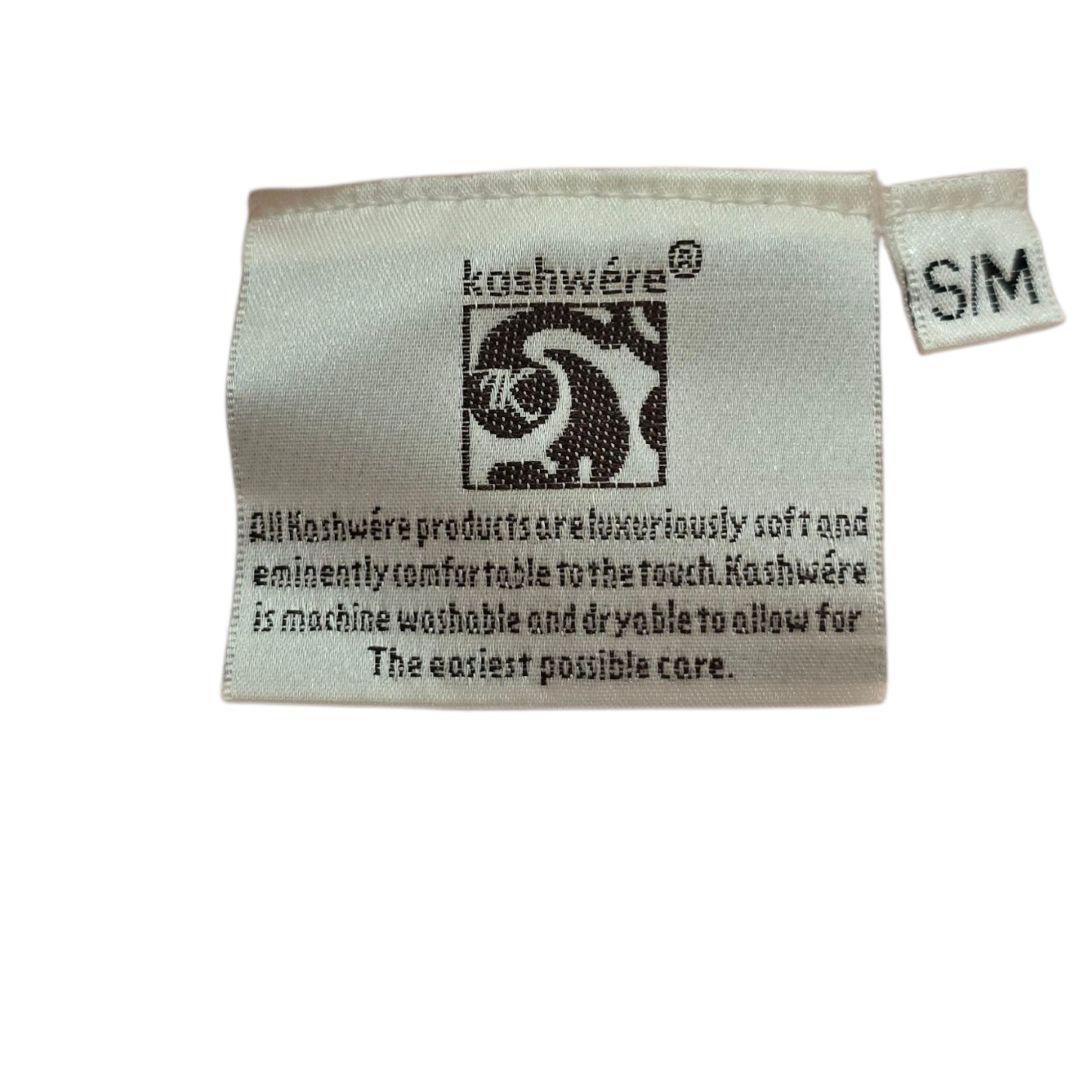 kashwére®
S/M
K
All Kashwére products are luxuriously soft and
eminently comfortable to the touch. Kashwére
is machine washable and dryable to allow for
The easiest possible care.